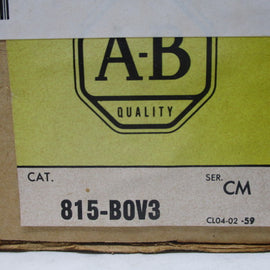 A-B
QUALITY
CAT. SER.
815-BOV3 CM
CL04-02 -59